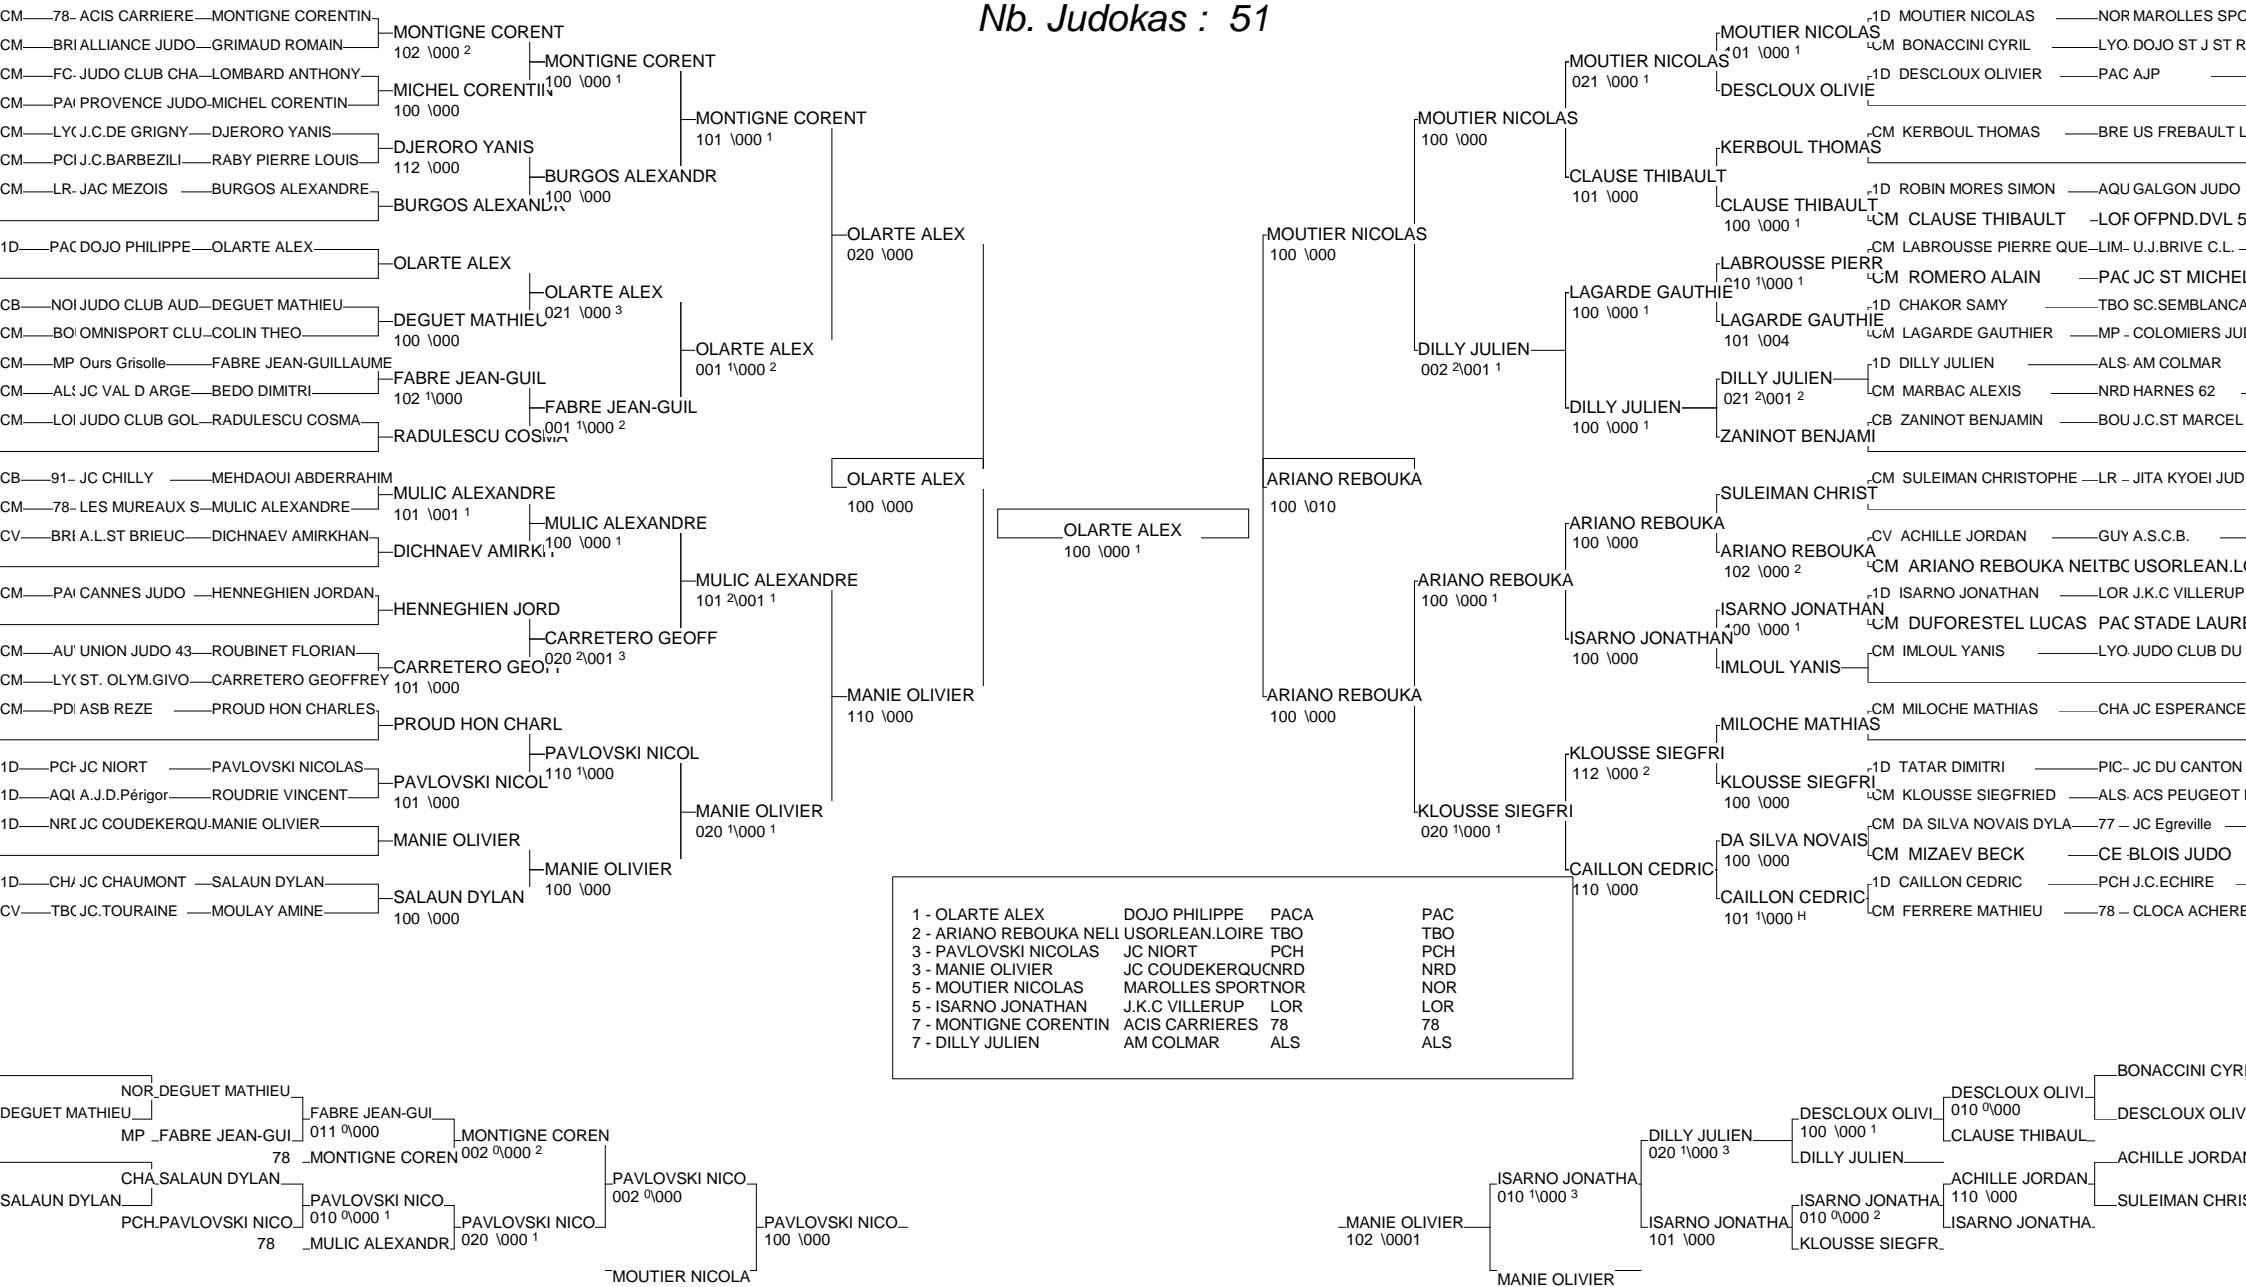 Nb. Judokas : 51
CM 78- ACIS CARRIERE MONTIGNE CORENTIN
CM BRI ALLIANCE JUDO GRIMAUD ROMAIN
CM FC- JUDO CLUB CHA LOMBARD ANTHONY
CM PA PROVENCE JUDO MICHEL CORENTIN
CM LY J.C.DE GRIGNY DJERORO YANIS
CM PC J.C.BARBEZILI RABY PIERRE LOUIS
CM LR- JAC MEZOIS BURGOS ALEXANDRE
1D PAC DOJO PHILIPPE OLARTE ALEX
CB NO JUDO CLUB AUD DEGUET MATHIEU
CM BO OMNISPORT CLU COLIN THEO
CM MP Ours Grisolle FABRE JEAN-GUILLAUME
CM AL JC VAL D ARGE BEDO DIMITRI
CM LO JUDO CLUB GOL RADULESCU COSMA
CB 91- JC CHILLY MEHDAOUI ABDERRAHIM
CM 78- LES MUREAUX S MULIC ALEXANDRE
CV BR A.L.ST BRIEUC DICHNAEV AMIRKHAN
CM PA CANNES JUDO HENNEGHIEN JORDAN
CM AU UNION JUDO 43 ROUBINET FLORIAN
CM LY ST. OLYM.GIVO CARRETERO GEOFFREY
CM PD ASB REZE PROUD HON CHARLES
1D PCH JC NIORT PAVLOVSKI NICOLAS
1D AQ A.J.D.Périgor ROUDRIE VINCENT
1D NR JC COUDEKERQU MANIE OLIVIER
1D CH JC CHAUMONT SALAUN DYLAN
CV TB JC.TOURAINE MOULAY AMINE
MONTIGNE CORENT
102 \000 2
MICHEL CORENTIN
100 \000
DJERORO YANIS
112 \000
BURGOS ALEXAN
OLARTE ALEX
DEGUET MATHIEU
100 \000
FABRE JEAN-GUIL
102 1\000
RADULESCU COSMA
MULIC ALEXANDRE
101 \001 1
DICHNAEV AMIRK
HENNEGHIEN JORD
CARRETERO GEO
101 \000
PROUD HON CHARL
PAVLOVSKI NICOL
101 \000
MANIE OLIVIER
SALAUN DYLAN
100 \000
MONTIGNE CORENT
100 \000 1
BURGOS ALEXANDR
100 \000
OLARTE ALEX
021 \000 3
FABRE JEAN-GUIL
001 1\000 2
MULIC ALEXANDRE
100 \000 1
CARRETERO GEOFF
020 2\001 3
PAVLOVSKI NICOL
110 1\000
MANIE OLIVIER
100 \000
MONTIGNE CORENT
101 \000 1
OLARTE ALEX
001 1\000 2
MULIC ALEXANDRE
101 2\001 1
MANIE OLIVIER
020 1\000 1
OLARTE ALEX
020 \000
OLARTE ALEX
100 \000
MANIE OLIVIER
110 \000
OLARTE ALEX
100 \000 1
MOUTIER NICOLAS
100 \000
ARIANO REBOUKA
100 \010
ARIANO REBOUKA
100 \000
MOUTIER NICOLAS
100 \000
DILLY JULIEN
002 2\001 1
ARIANO REBOUKA
100 \000 1
KLOUSSE SIEGFRI
020 1\000 1
MOUTIER NICOLAS
021 \000 1
CLAUSE THIBAULT
101 \000
LAGARDE GAUTHIE
100 \000 1
DILLY JULIEN
100 \000 1
ARIANO REBOUKA
100 \000
ISARNO JONATHAN
100 \000
KLOUSSE SIEGFRI
112 \000 2
CAILLON CEDRIC
110 \000
MOUTIER NICOLAS
101 \000 1
DESCLOUX OLIVIE
KERBOUL THOMAS
CLAUSE THIBAULT
100 \000 1
LABROUSSE PIERR
010 1\000 1
LAGARDE GAUTHIE
101 \004
DILLY JULIEN
021 2\001 2
ZANINOT BENJAMI
SULEIMAN CHRIST
ARIANO REBOUKA
102 \000 2
ISARNO JONATHAN
100 \000 1
IMLOUL YANIS
MILOCHE MATHIAS
KLOUSSE SIEGFRI
100 \000
DA SILVA NOVAIS
100 \000
CAILLON CEDRIC
101 1\000 H
1D MOUTIER NICOLAS NOR MAROLLES SPO
CM BONACCINI CYRIL LYO DOJO ST J ST R
1D DESCLOUX OLIVIER PAC AJP
CM KERBOUL THOMAS BRE US FREBAULT L
1D ROBIN MORES SIMON AQU GALGON JUDO
CM CLAUSE THIBAULT LOF OFPND.DVL 5
CM LABROUSSE PIERRE QUE LIM- U.J.BRIVE C.L.
CM ROMERO ALAIN PAC JC ST MICHEL
1D CHAKOR SAMY TBO SC.SEMBLANCA
CM LAGARDE GAUTHIER MP - COLOMIERS JU
1D DILLY JULIEN ALS- AM COLMAR
CM MARBAC ALEXIS NRD HARNES 62
CB ZANINOT BENJAMIN BOU J.C.ST MARCEL
CM SULEIMAN CHRISTOPHE LR - JITA KYOEI JUD
CV ACHILLE JORDAN GUY A.S.C.B.
CM ARIANO REBOUKA NEL TBC USORLEAN.L
1D ISARNO JONATHAN LOR J.K.C VILLERUP
CM DUFORESTEL LUCAS PAC STADE LAURE
CM IMLOUL YANIS LYO JUDO CLUB DU
CM MILOCHE MATHIAS CHA JC ESPERANCE
1D TATAR DIMITRI PIC- JC DU CANTON
CM KLOUSSE SIEGFRIED ALS- ACS PEUGEOT
CM DA SILVA NOVAIS DYLA 77 - JC Egreville
CM MIZAEV BECK CE - BLOIS JUDO
1D CAILLON CEDRIC PCH J.C.ECHIRE
CM FERRERE MATHIEU 78 - CLOCA ACHERE
1 - OLARTE ALEX DOJO PHILIPPE PACA PAC
2 - ARIANO REBOUKA NELL USORLEAN.LOIRE TBO TBO
3 - PAVLOVSKI NICOLAS JC NIORT PCH PCH
3 - MANIE OLIVIER JC COUDEKERQUO NRD NRD
5 - MOUTIER NICOLAS MAROLLES SPORT NOR NOR
5 - ISARNO JONATHAN J.K.C VILLERUP LOR LOR
7 - MONTIGNE CORENTIN ACIS CARRIERES 78 78
7 - DILLY JULIEN AM COLMAR ALS ALS
DEGUET MATHIEU
SALAUN DYLAN
NOR DEGUET MATHIEU
MP FABRE JEAN-GUI
78 MONTIGNE COREN
CHA SALAUN DYLAN
PCH PAVLOVSKI NICO
78 MULIC ALEXANDR
FABRE JEAN-GUI
011 0\000
PAVLOVSKI NICO
010 0\000 1
MONTIGNE COREN
002 0\000 2
PAVLOVSKI NICO
020 \000 1
PAVLOVSKI NICO
002 0\000
MOUTIER NICOLA
PAVLOVSKI NICO
100 \000
MANIE OLIVIER
102 \0001
ISARNO JONATHA
010 1\000 3
MANIE OLIVIER
DILLY JULIEN
020 1\000 3
ISARNO JONATHA
101 \000
DESCLOUX OLIVI
100 \000 1
DILLY JULIEN
ISARNO JONATHA
010 0\000 2
KLOUSSE SIEGFR
DESCLOUX OLIVI
010 0\000
CLAUSE THIBAUL
ACHILLE JORDAN
110 \000
ISARNO JONATHA
BONACCINI CYRI
DESCLOUX OLIV
ACHILLE JORDAN
SULEIMAN CHRIS